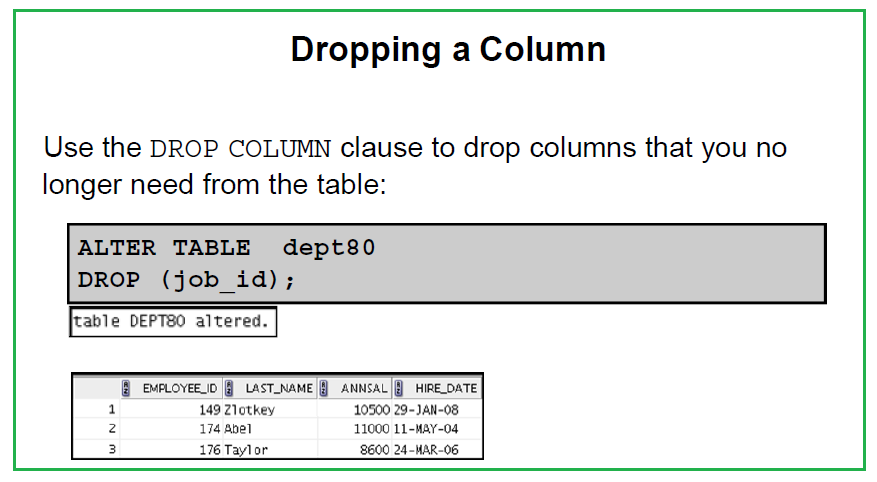 Dropping a Column
Use the DROP COLUMN clause to drop columns that you no
longer need from the table:
ALTER TABLE dept80
DROP (job_id);
table DEPT80 altered.
EMPLOYEE_ID LAST_NAME ANNSAL HIRE_DATE
1 149 Zlotkey 10500 29-JAN-08
2 174 Abel 11000 11-MAY-04
3 176 Taylor 8600 24-MAR-06